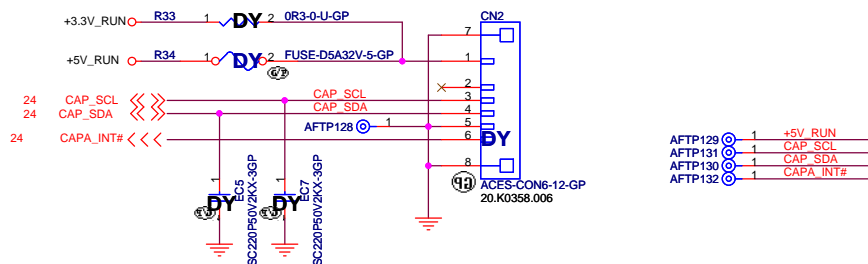 +3.3V_RUN R33 1 DY 2 0R3-0-U-GP
+5V_RUN R34 1 DY 2 FUSE-D5A32V-5-GP
CN2
7
1
2
24 CAP_SCL CAP_SCL 3
24 CAP_SDA CAP_SDA 4
AFTP128 1 5
24 CAPA_INT# 6 DY
8
ACES-CON6-12-GP
20.K0358.006
1 DY EC5 SC220P50V2KX-3GP
1 DY EC7 SC220P50V2KX-3GP
AFTP129 1 +5V_RUN
AFTP131 1 CAP_SCL
AFTP130 1 CAP_SDA
AFTP132 1 CAPA_INT#